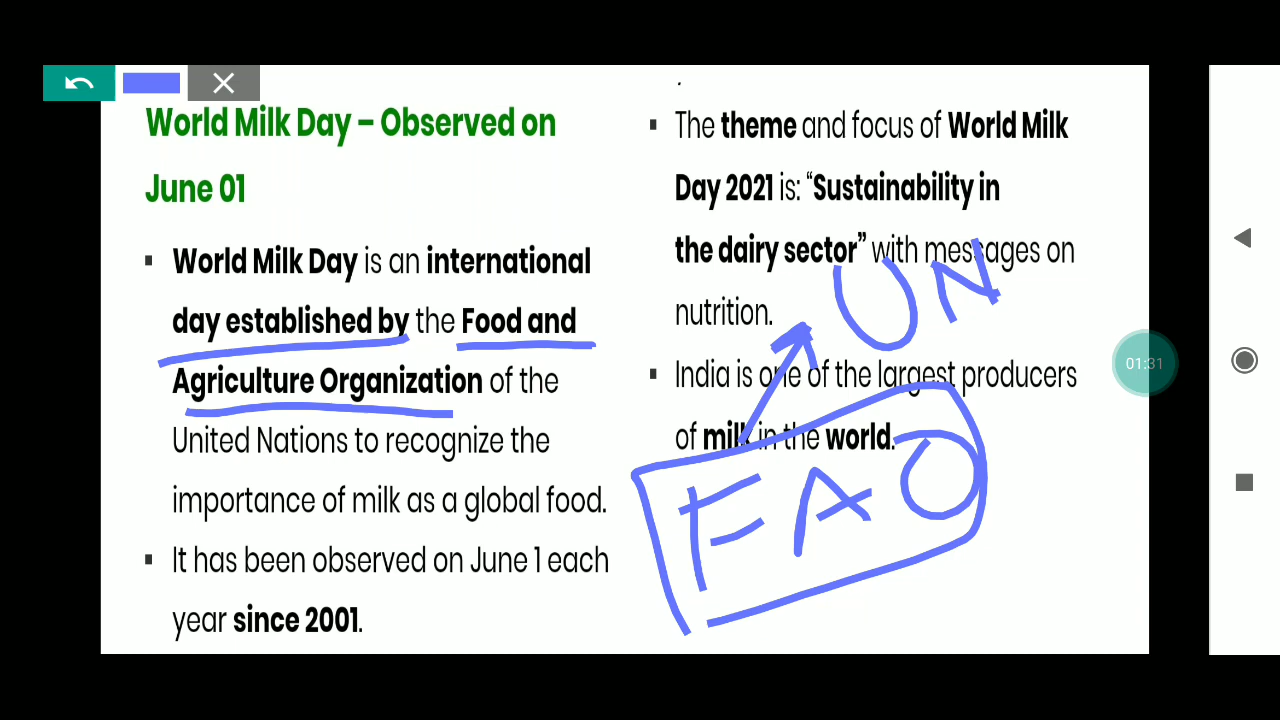 World Milk Day – Observed on
June 01
▪ World Milk Day is an international
day established by the Food and
Agriculture Organization of the
United Nations to recognize the
importance of milk as a global food.
▪ It has been observed on June 1 each
year since 2001.
.
▪ The theme and focus of World Milk
Day 2021 is: “Sustainability in
the dairy sector” with messages on
nutrition.
▪ India is one of the largest producers
of milk in the world.
UN
FAO
01:31